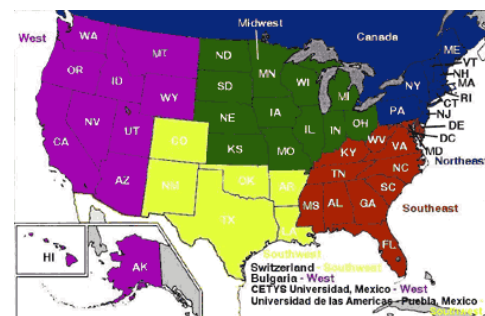 Midwest
Canada
West
WA
MT
ND
MN
ME
OR
ID
SD
WI
VT
NH
NY
MA
WY
MI
RI
CT
NV
UT
NE
IA
PA
NJ
CO
IL
IN
OH
DE
CA
KS
MO
WV
VA
DC
KY
MD
Northeast
AZ
NM
OK
AR
TN
NC
SC
MS
AL
GA
Southeast
TX
LA
FL
HI
AK
Southwest
Switzerland - Southwest
Bulgaria - West
CETYS Universidad, Mexico - West
Universidad de las Americas - Puebla, Mexico -
Southwest